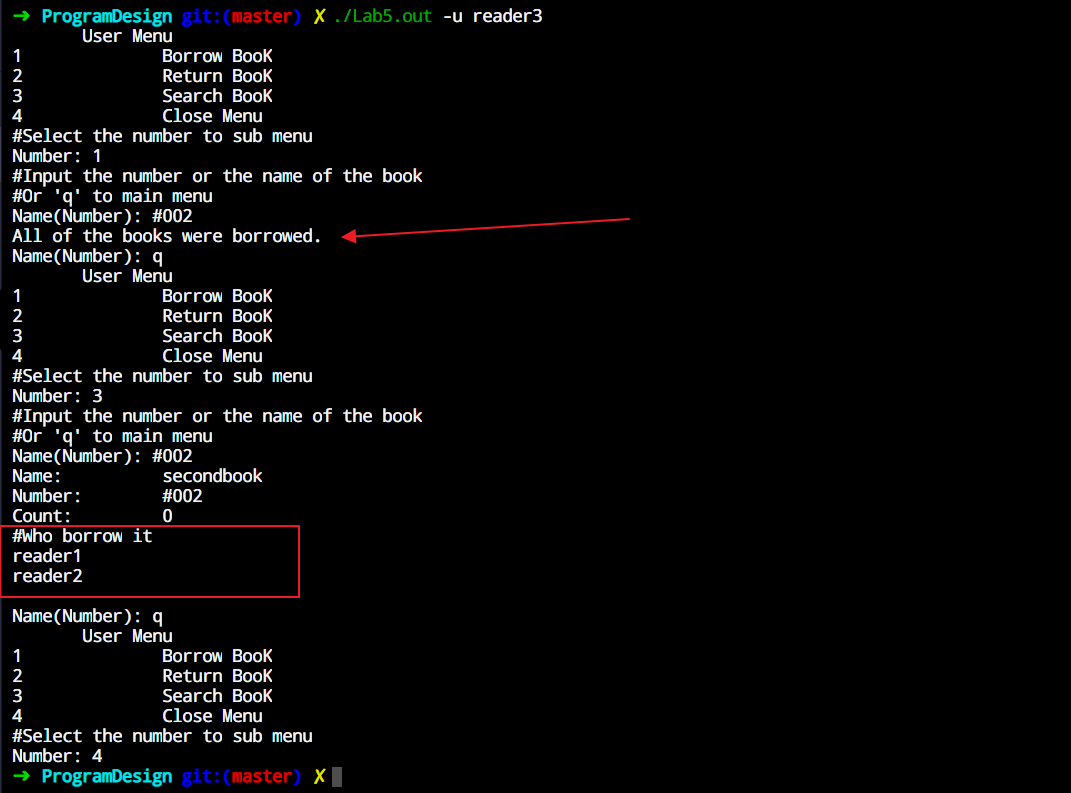 ➜ ProgramDesign git:(master) ✗ ./Lab5.out -u reader3
User Menu
1 Borrow BooK
2 Return BooK
3 Search BooK
4 Close Menu
#Select the number to sub menu
Number: 1
#Input the number or the name of the book
#Or 'q' to main menu
Name(Number): #002
All of the books were borrowed.
Name(Number): q
User Menu
1 Borrow BooK
2 Return BooK
3 Search BooK
4 Close Menu
#Select the number to sub menu
Number: 3
#Input the number or the name of the book
#Or 'q' to main menu
Name(Number): #002
Name: secondbook
Number: #002
Count: 0
#Who borrow it
reader1
reader2
Name(Number): q
User Menu
1 Borrow BooK
2 Return BooK
3 Search BooK
4 Close Menu
#Select the number to sub menu
Number: 4
➜ ProgramDesign git:(master) ✗